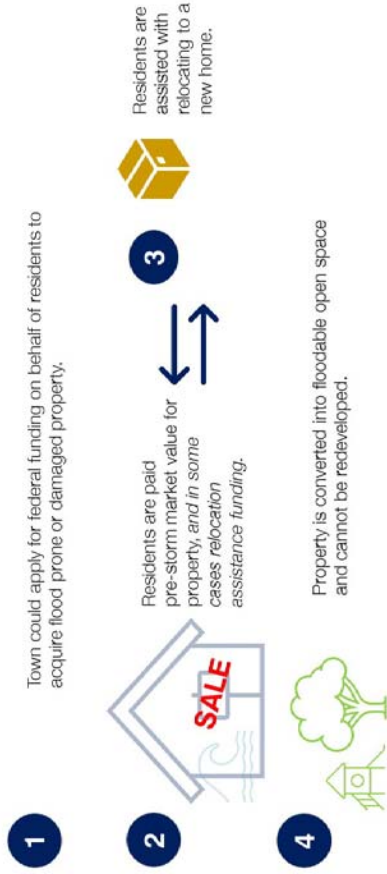 1
Town could apply for federal funding on behalf of residents to
acquire flood prone or damaged property.
2
SALE
Residents are paid
pre-storm market value for
property, and in some
cases relocation
assistance funding.
3
Residents are
assisted with
relocating to a
new home.
4
Property is converted into floodable open space
and cannot be redeveloped.